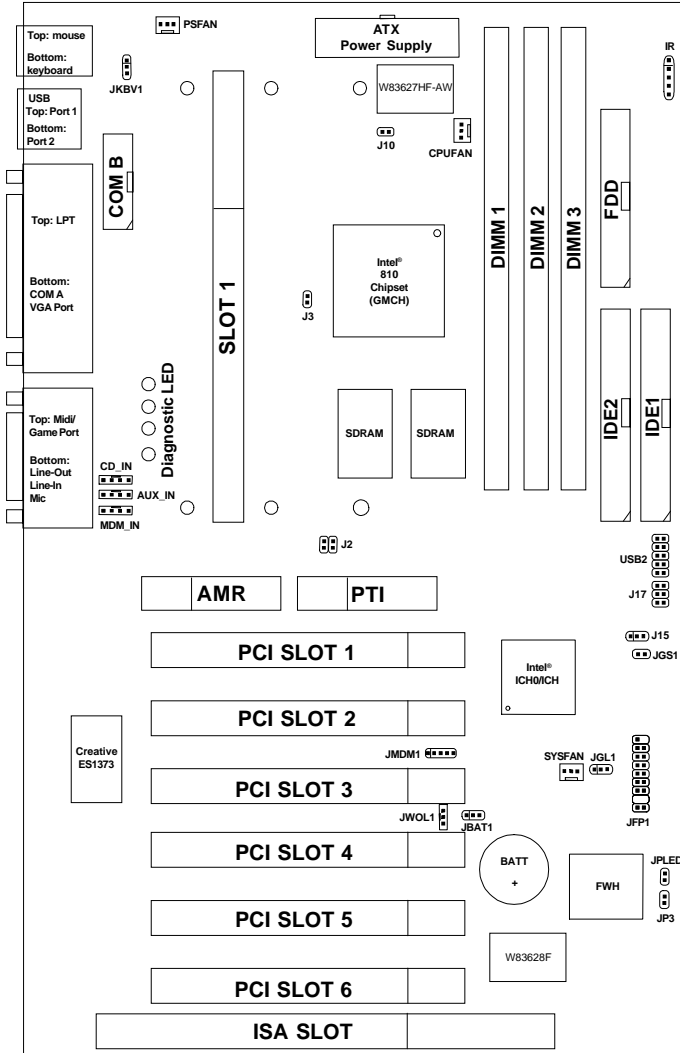 Top: mouse
Bottom:
keyboard
JKBV1
PSFAN
ATX
Power Supply
W83627HF-AW
J10
CPUFAN
IR
USB
Top: Port 1
Bottom:
Port 2
COM B
Top: LPT
Bottom:
COM A
VGA Port
SLOT 1
Intel®
810
Chipset
(GMCH)
J3
DIMM 1
DIMM 2
DIMM 3
FDD
IDE2
IDE1
Top: Midi/
Game Port
Bottom:
Line-Out
Line-In
Mic
Diagnostic LED
CD_IN
AUX_IN
MDM_IN
SDRAM
SDRAM
J2
USB2
J17
AMR
PTI
J15
JGS1
PCI SLOT 1
Intel®
ICH0/ICH
PCI SLOT 2
Creative
ES1373
JMDM1
SYSFAN
JGL1
PCI SLOT 3
JWOL1
JBAT1
JFP1
PCI SLOT 4
BATT
+
FWH
JPLED
JP3
PCI SLOT 5
W83628F
PCI SLOT 6
ISA SLOT